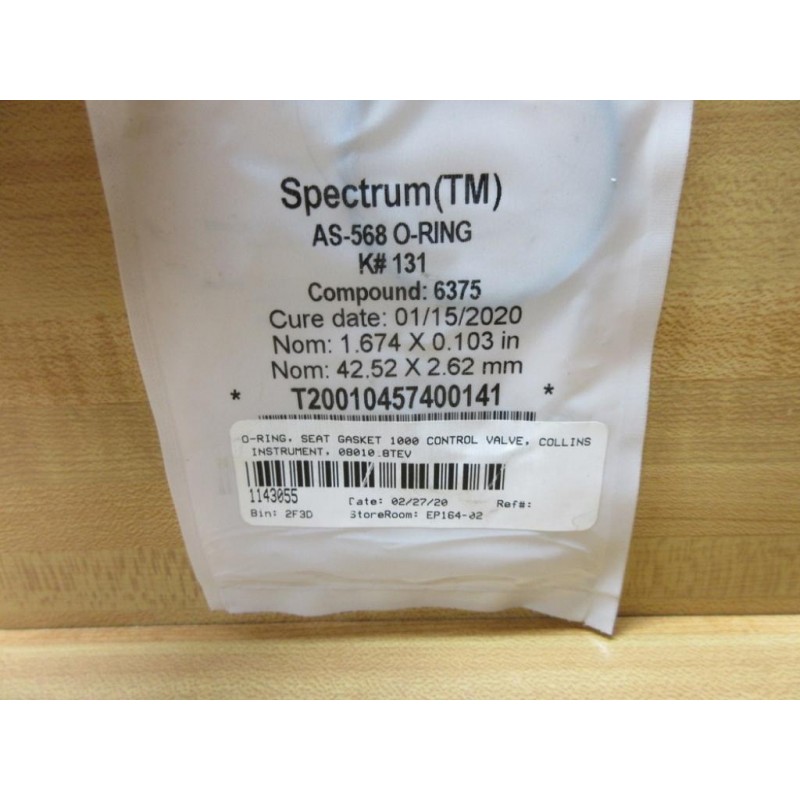 Spectrum(TM)
AS-568 O-RING
K# 131
Compound: 6375
Cure date: 01/15/2020
Nom: 1.674 X 0.103 in
Nom: 42.52 X 2.62 mm
* T20010457400141 *
O-RING, SEAT GASKET 1000 CONTROL VALVE, COLLINS
INSTRUMENT, 08010.8TEV
1143055 Date: 02/27/20 Ref#:
Bin: 2F3D StoreRoom: EP164-02